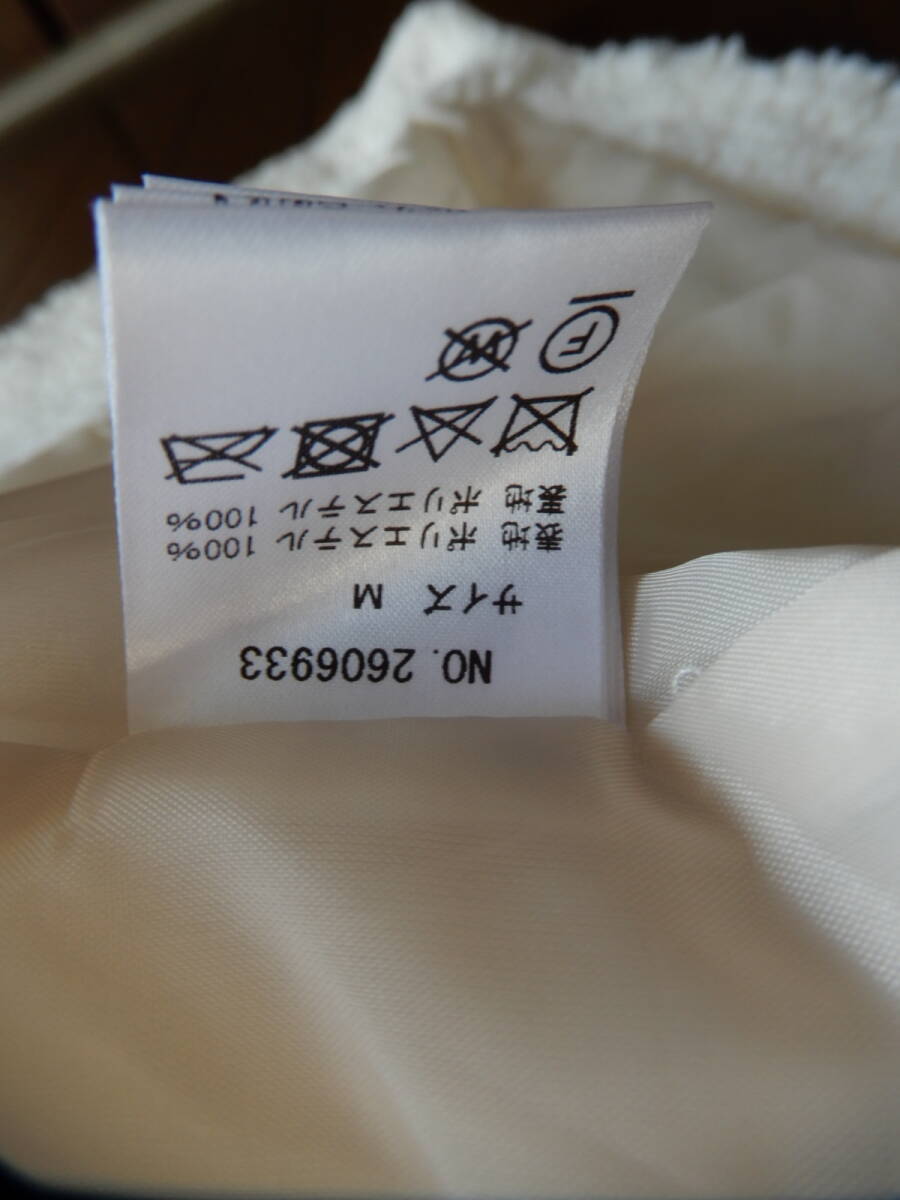 NO. 2606933
サイズ M
表地 ポリエステル 100%
裏地 ポリエステル 100%
F W